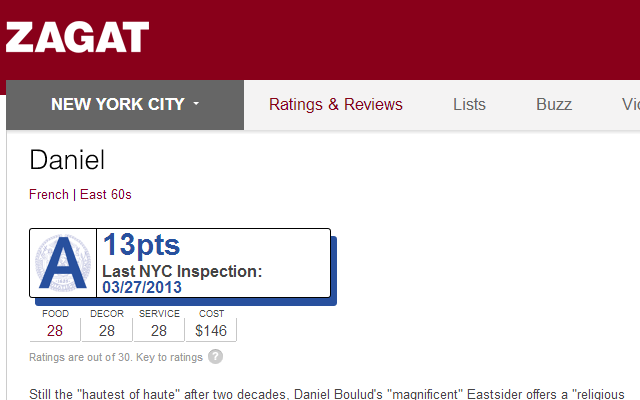 ZAGAT
NEW YORK CITY
Ratings & Reviews
Lists
Buzz
Daniel
French | East 60s
A
13pts
Last NYC Inspection:
03/27/2013
FOOD DECOR SERVICE COST
28 28 28 $146
Ratings are out of 30. Key to ratings ?
Still the "hautest of haute" after two decades, Daniel Boulud's "magnificent" Eastsider offers a "religious